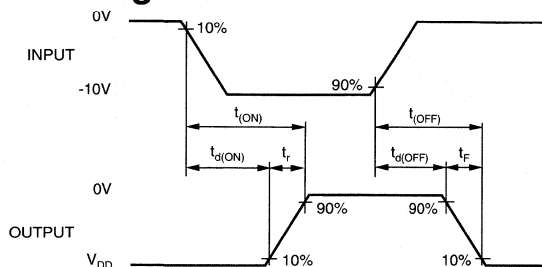 0V
10%
INPUT
90%
-10V
t(ON)
t(OFF)
td(ON)
tr
td(OFF)
tF
0V
90%
90%
OUTPUT
VDD
10%
10%